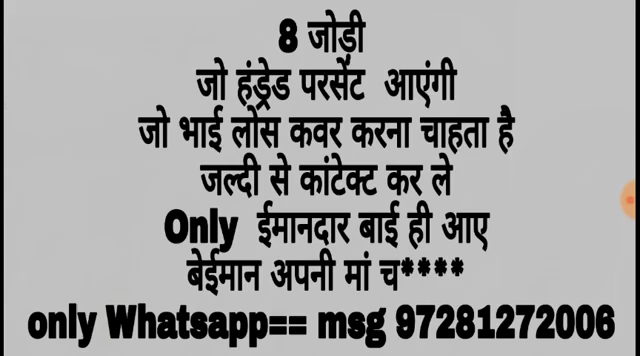 8 जोड़ी
जो हंड्रेड परसेंट आएंगी
जो भाई लोस कवर करना चाहता है
जल्दी से कांटेक्ट कर ले
Only ईमानदार बाई ही आए
बेईमान अपनी मां च****
only Whatsapp== msg 97281272006